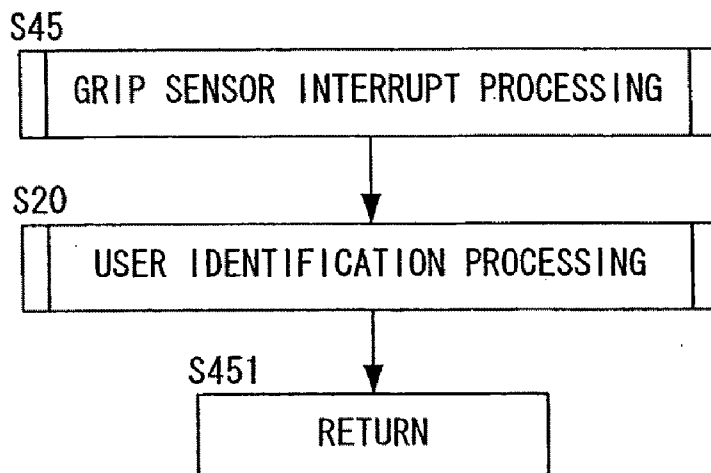 S45
GRIP SENSOR INTERRUPT PROCESSING
S20
USER IDENTIFICATION PROCESSING
S451
RETURN